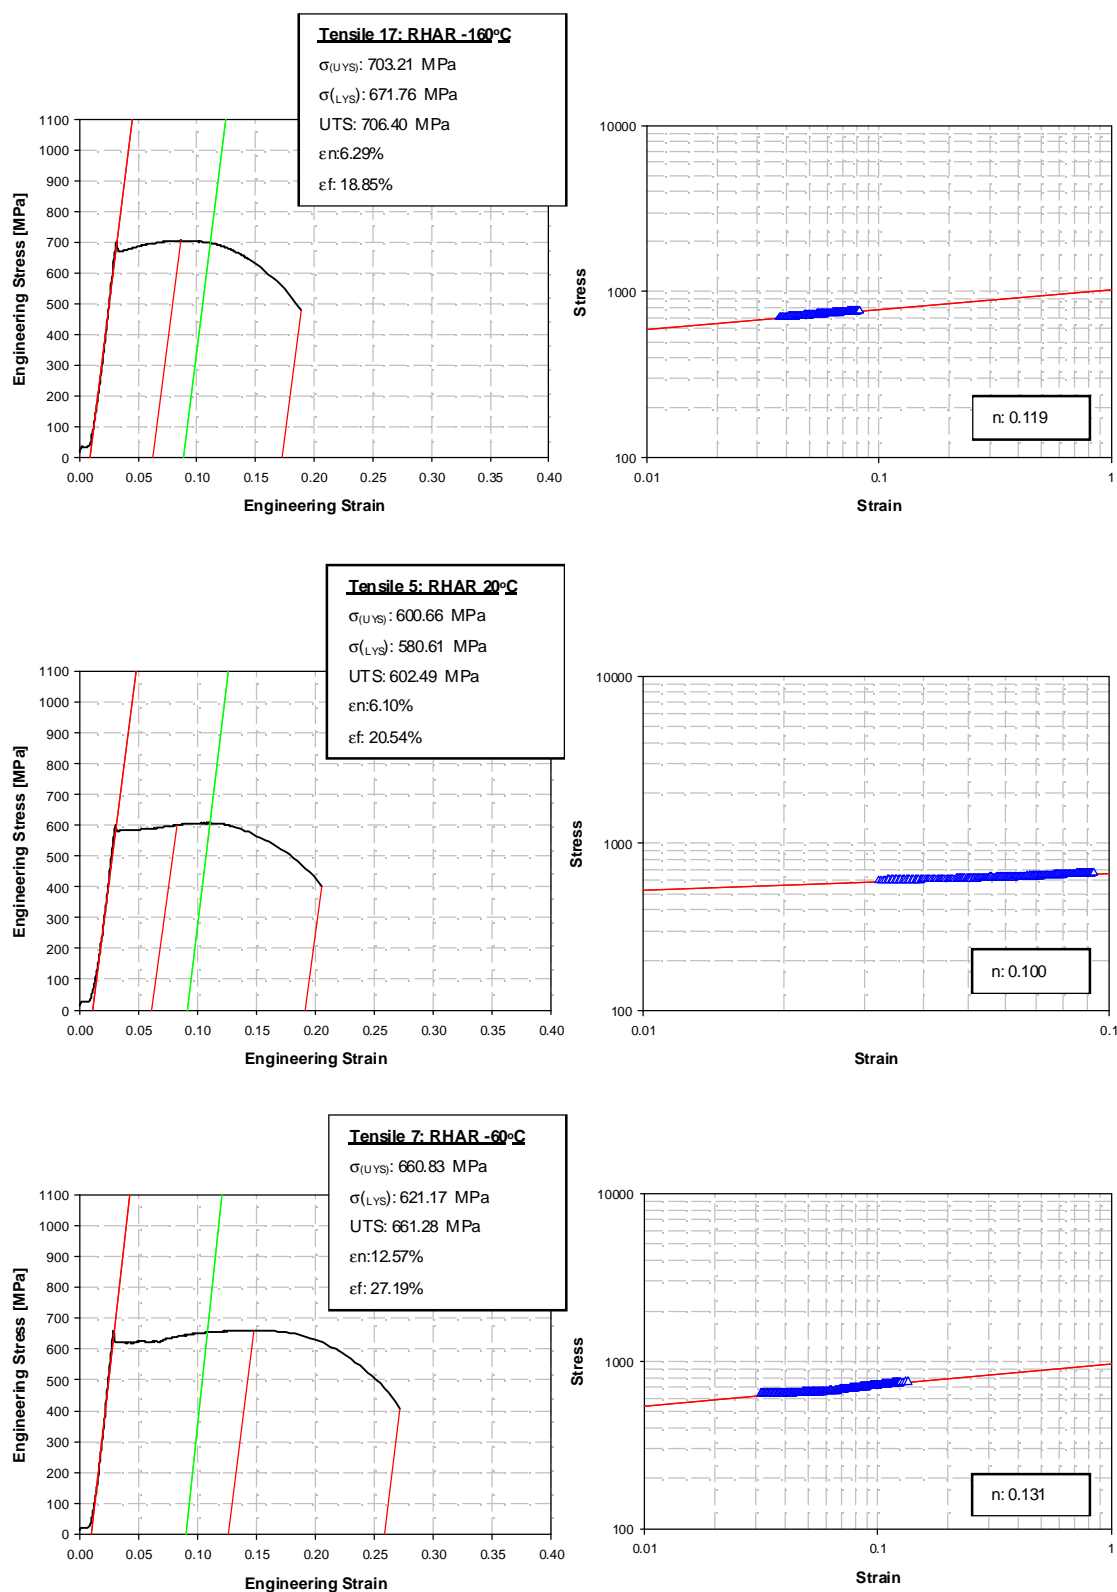 Tensile 17: RHAR -160ºC
σ(UYS): 703.21 MPa
σ(LYS): 671.76 MPa
UTS: 706.40 MPa
εn:6.29%
εf: 18.85%
Engineering Stress [MPa]
1100
1000
900
800
700
600
500
400
300
200
100
0
0.00 0.05 0.10 0.15 0.20 0.25 0.30 0.35 0.40
Engineering Strain
Stress
10000
1000
100
n: 0.119
0.01 0.1 1
Strain
Tensile 5: RHAR 20ºC
σ(UYS): 600.66 MPa
σ(LYS): 580.61 MPa
UTS: 602.49 MPa
εn:6.10%
εf: 20.54%
Engineering Stress [MPa]
1100
1000
900
800
700
600
500
400
300
200
100
0
0.00 0.05 0.10 0.15 0.20 0.25 0.30 0.35 0.40
Engineering Strain
Stress
10000
1000
100
n: 0.100
0.01 0.1
Strain
Tensile 7: RHAR -60ºC
σ(UYS): 660.83 MPa
σ(LYS): 621.17 MPa
UTS: 661.28 MPa
εn:12.57%
εf: 27.19%
Engineering Stress [MPa]
1100
1000
900
800
700
600
500
400
300
200
100
0
0.00 0.05 0.10 0.15 0.20 0.25 0.30 0.35 0.40
Engineering Strain
Stress
10000
1000
100
n: 0.131
0.01 0.1 1
Strain